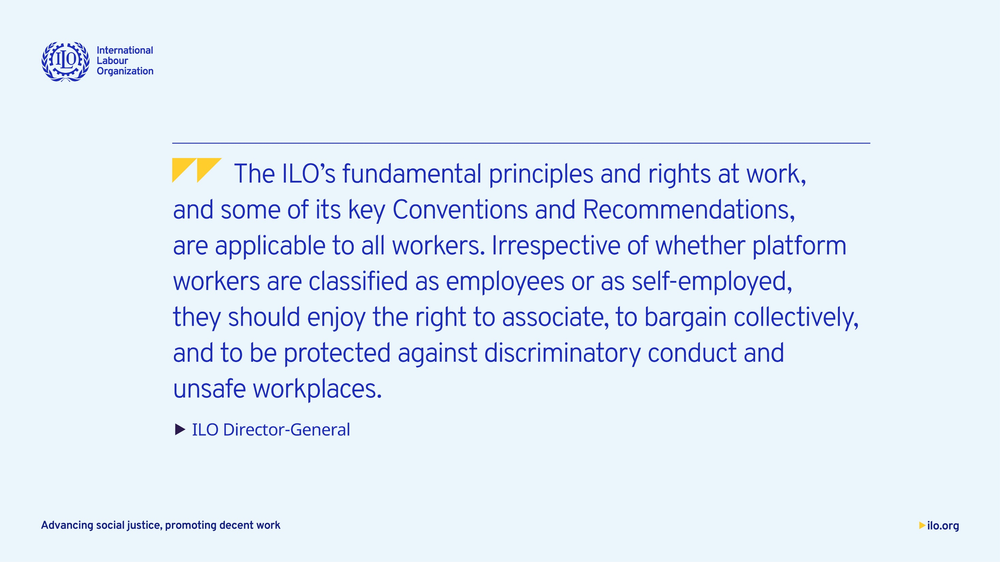 ILO
International
Labour
Organization
The ILO’s fundamental principles and rights at work,
and some of its key Conventions and Recommendations,
are applicable to all workers. Irrespective of whether platform
workers are classified as employees or as self-employed,
they should enjoy the right to associate, to bargain collectively,
and to be protected against discriminatory conduct and
unsafe workplaces.
ILO Director-General
Advancing social justice, promoting decent work
ilo.org